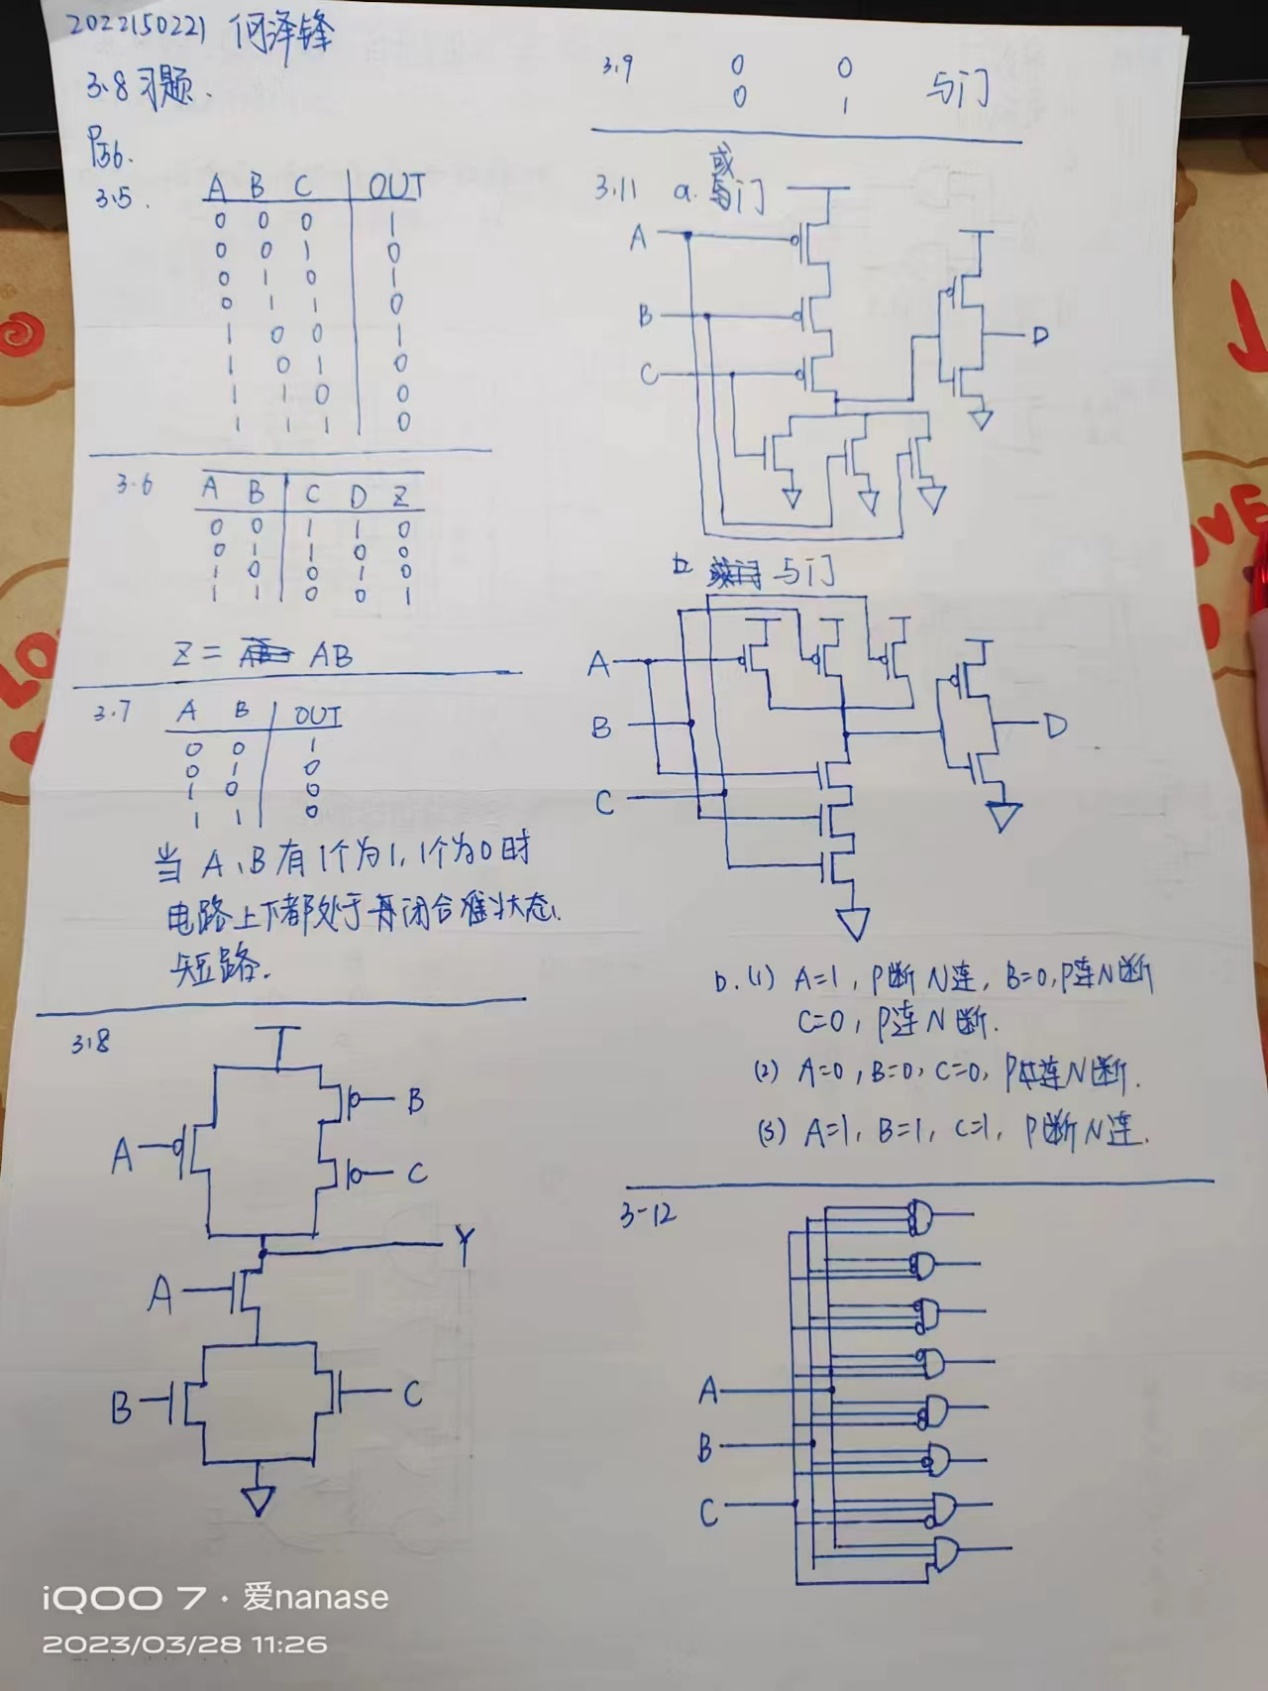 2022150221 何泽锋
3.8 习题.
P56.
3.5.
A B C OUT
0 0 0 1
0 0 1 0
0 1 0 1
0 1 1 0
1 0 0 1
1 0 1 0
1 1 0 0
1 1 1 0
3.6
A B C D Z
0 0 1 1 0
0 1 1 0 0
1 0 0 1 0
1 1 0 0 1
Z = AB
3.7
A B OUT
0 0 1
0 1 0
1 0 0
1 1 0
当 A、B 有1个为1, 1个为0时
电路上下都处于闭合状态.
短路.
3.8
B
A
C
Y
A
B
C
3.9 0 0
0 1 与门
3.11 a. 或门
A
B
C
D
b 与门
A
B
C
D
b. (1) A=1, P断N连, B=0, P连N断
C=0, P连N断.
(2) A=0, B=0, C=0, P连N断.
(3) A=1, B=1, C=1, P断N连.
3-12
A
B
C
iQOO 7 · 爱nanase
2023/03/28 11:26